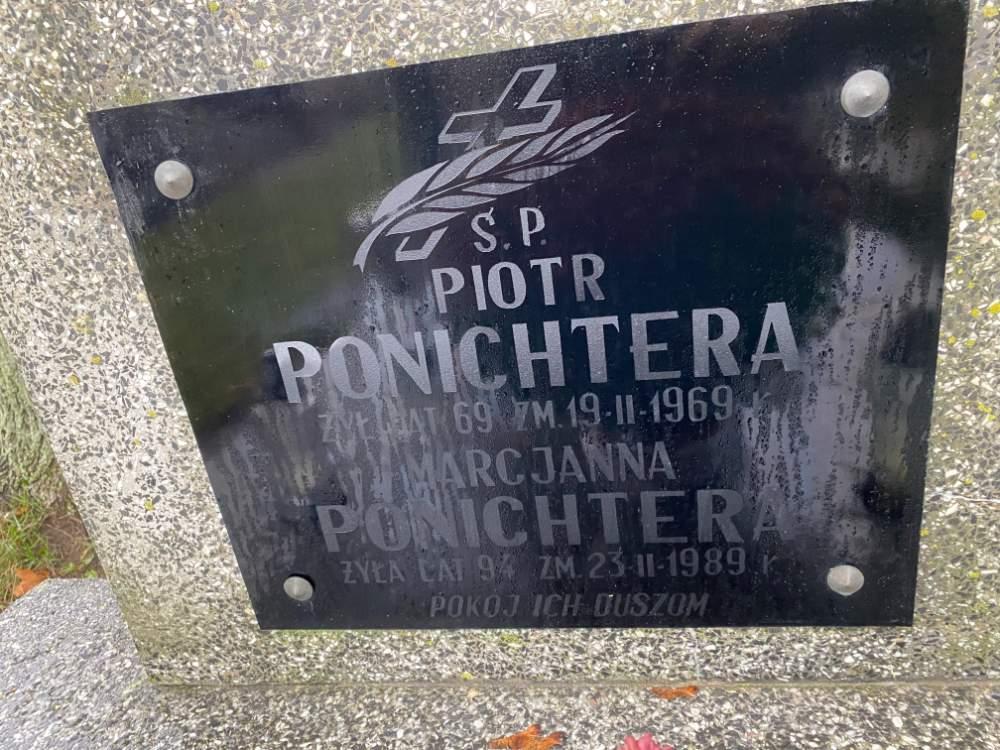 Ś. P.
PIOTR
PONICHTERA
ŻYŁ LAT 69 ZM. 19-II-1969 R
MARCJANNA
PONICHTERA
ŻYŁA LAT 94 ZM. 23-II-1989 R
POKÓJ ICH DUSZOM